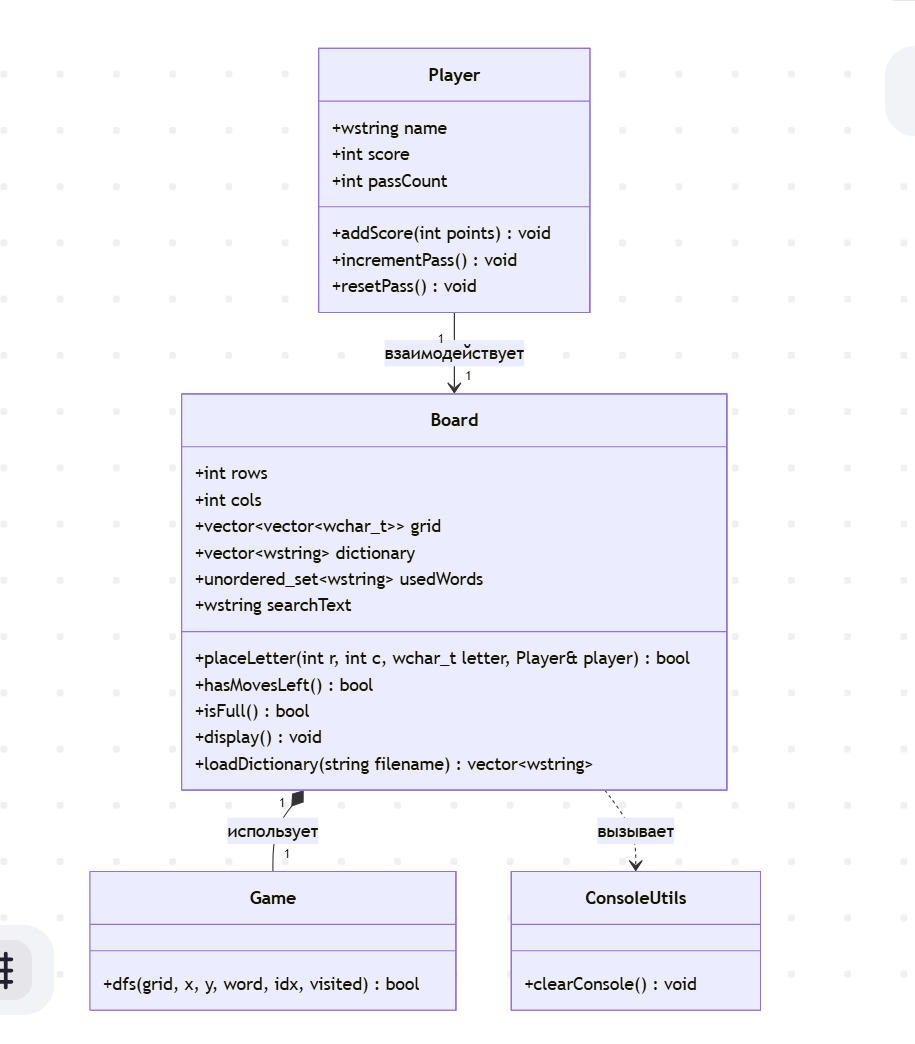 Player
+wstring name
+int score
+int passCount
+addScore(int points) : void
+incrementPass() : void
+resetPass() : void
1
взаимодействует
1
Board
+int rows
+int cols
+vector<vector<wchar_t>> grid
+vector<wstring> dictionary
+unordered_set<wstring> usedWords
+wstring searchText
+placeLetter(int r, int c, wchar_t letter, Player& player) : bool
+hasMovesLeft() : bool
+isFull() : bool
+display() : void
+loadDictionary(string filename) : vector<wstring>
1
использует
1
вызывает
Game
+dfs(grid, x, y, word, idx, visited) : bool
ConsoleUtils
+clearConsole() : void